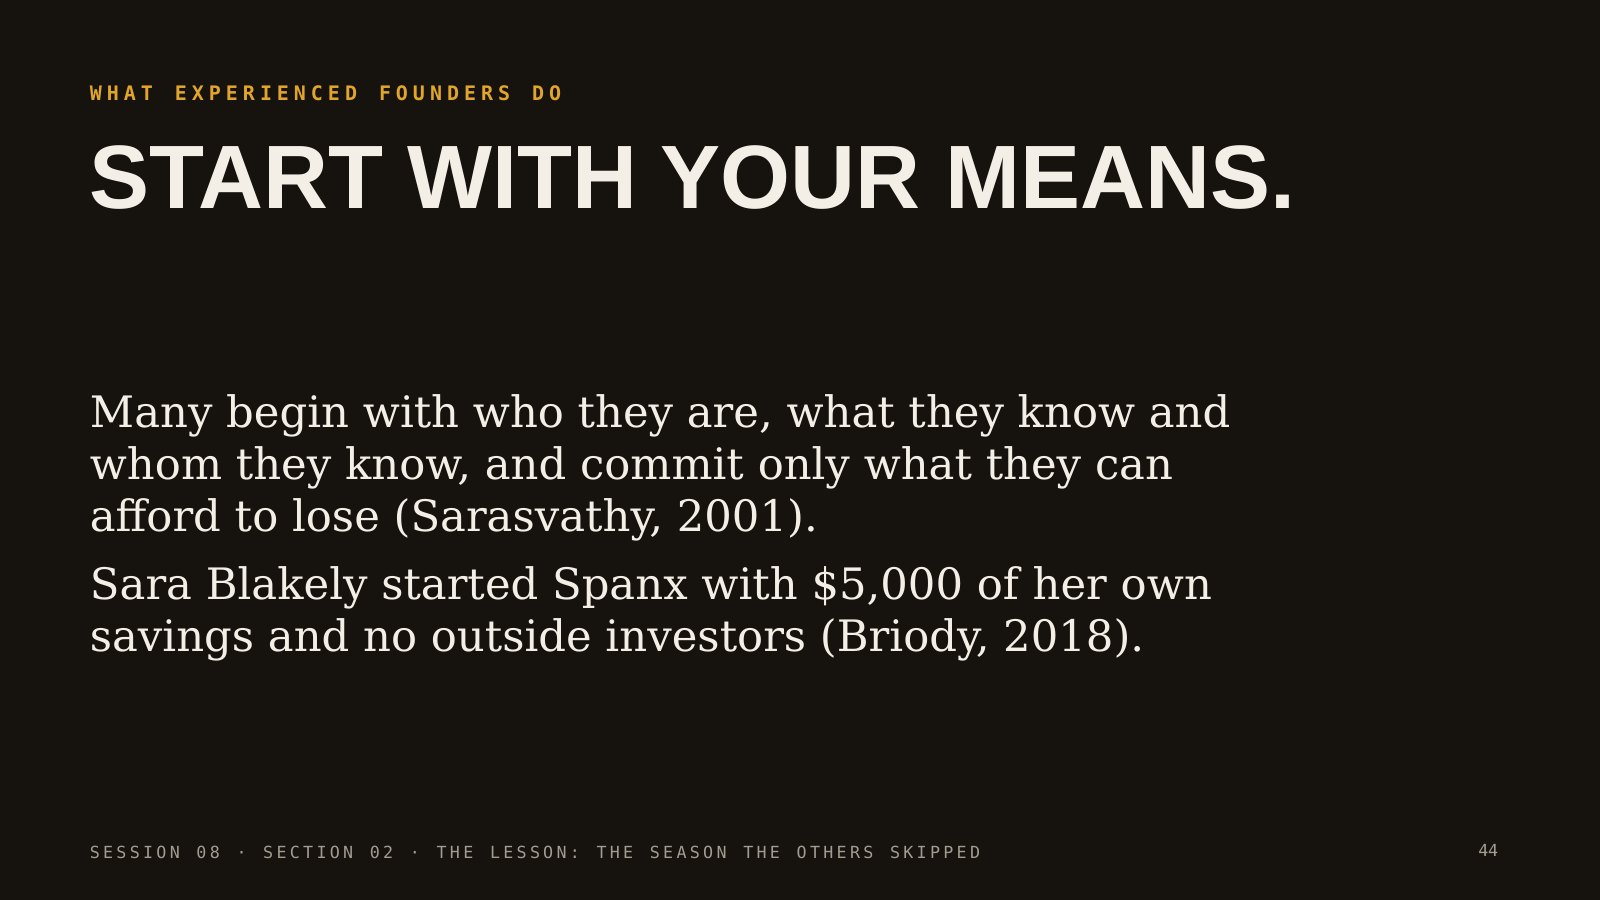 WHAT EXPERIENCED FOUNDERS DO
START WITH YOUR MEANS.
Many begin with who they are, what they know and
whom they know, and commit only what they can
afford to lose (Sarasvathy, 2001).
Sara Blakely started Spanx with $5,000 of her own
savings and no outside investors (Briody, 2018).
SESSION 08 · SECTION 02 · THE LESSON: THE SEASON THE OTHERS SKIPPED
44